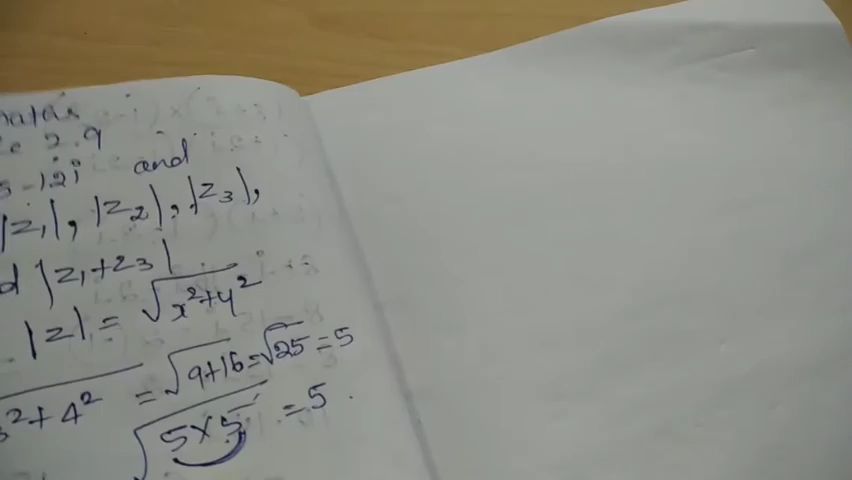 2.9
-12i and
|z₁|, |z₂|, |z₃|,
|z₁+z₃|
|z| = √x²+y²
²+4² = √9+16 = √25 = 5
√5×5 = 5